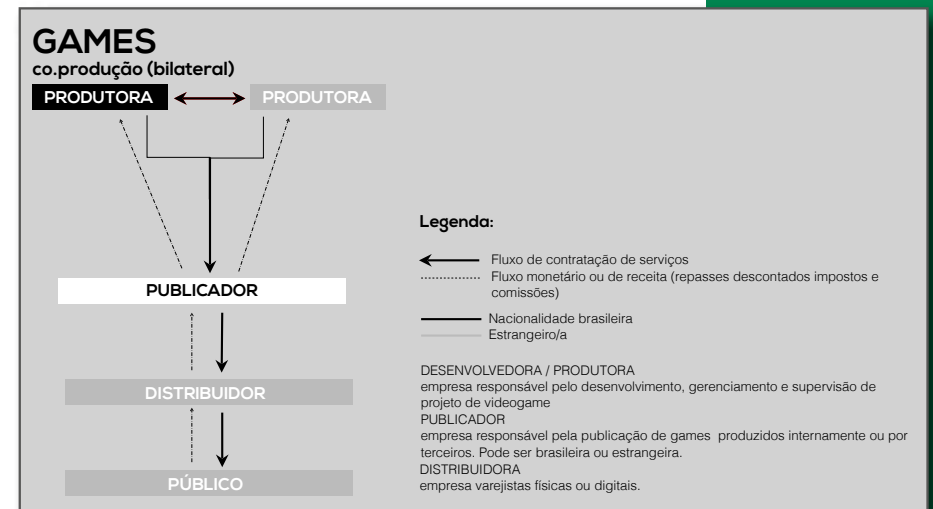 GAMES
co.produção (bilateral)
PRODUTORA
PRODUTORA
PUBLICADOR
DISTRIBUIDOR
PÚBLICO
Legenda:
Fluxo de contratação de serviços
Fluxo monetário ou de receita (repasses descontados impostos e
comissões)
Nacionalidade brasileira
Estrangeiro/a
DESENVOLVEDORA / PRODUTORA
empresa responsável pelo desenvolvimento, gerenciamento e supervisão de
projeto de videogame
PUBLICADOR
empresa responsável pela publicação de games produzidos internamente ou por
terceiros. Pode ser brasileira ou estrangeira.
DISTRIBUIDORA
empresa varejistas físicas ou digitais.